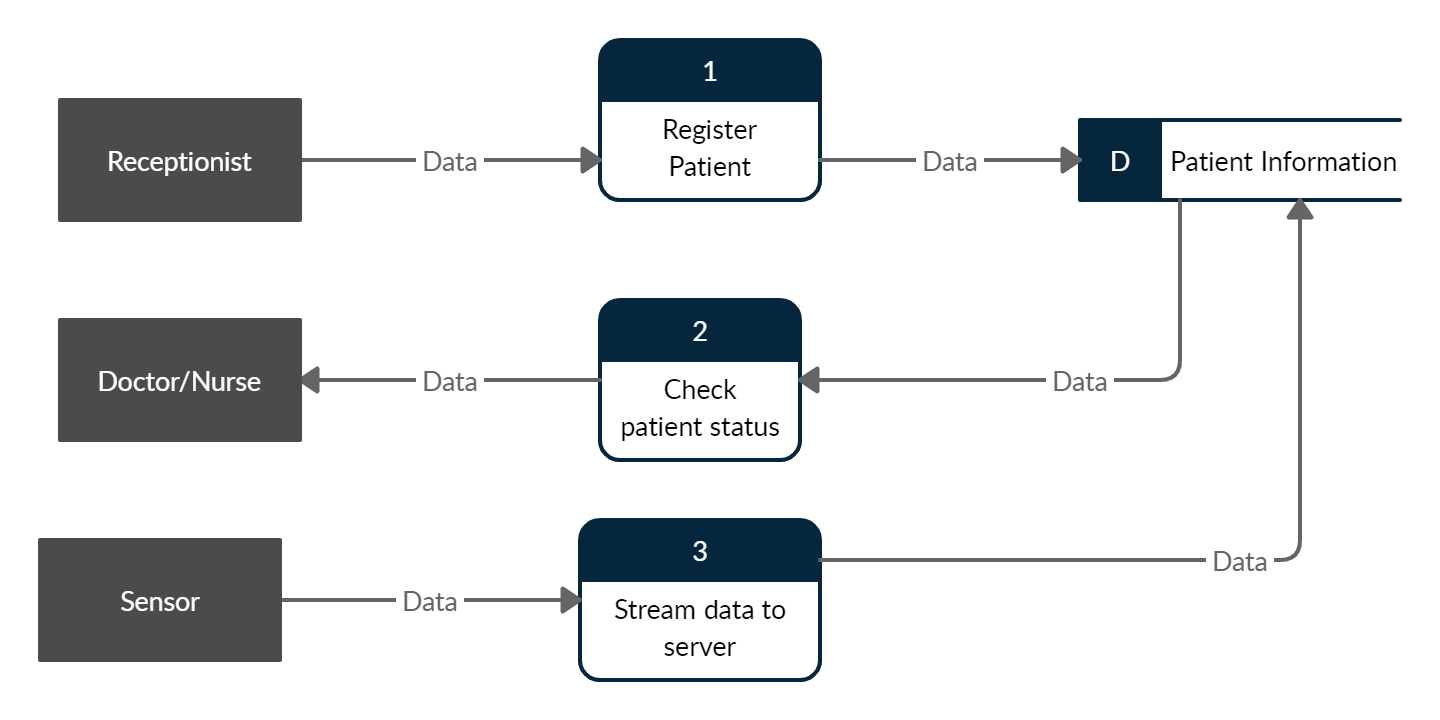 1
Receptionist
Data
Register
Patient
Data
D
Patient Information
2
Doctor/Nurse
Data
Check
patient status
Data
3
Sensor
Data
Stream data to
server
Data